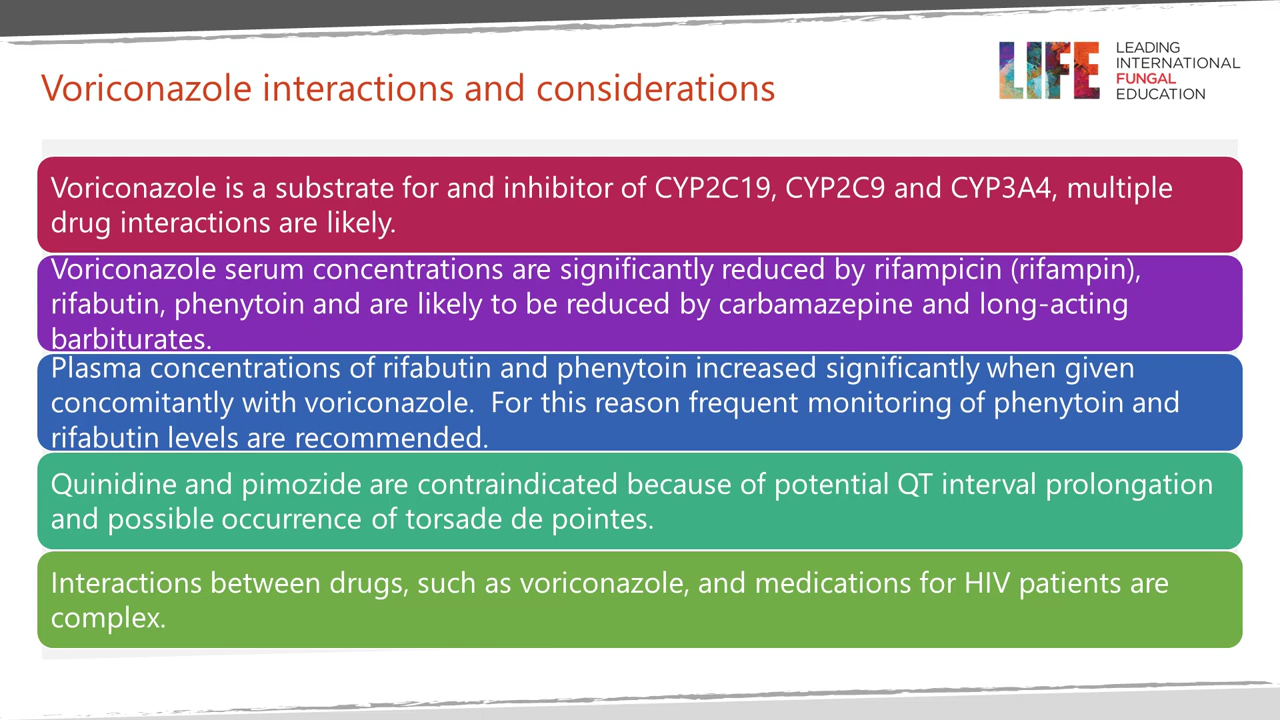 Voriconazole interactions and considerations
LIFE
LEADING
INTERNATIONAL
FUNGAL
EDUCATION
Voriconazole is a substrate for and inhibitor of CYP2C19, CYP2C9 and CYP3A4, multiple
drug interactions are likely.
Voriconazole serum concentrations are significantly reduced by rifampicin (rifampin),
rifabutin, phenytoin and are likely to be reduced by carbamazepine and long-acting
barbiturates.
Plasma concentrations of rifabutin and phenytoin increased significantly when given
concomitantly with voriconazole.  For this reason frequent monitoring of phenytoin and
rifabutin levels are recommended.
Quinidine and pimozide are contraindicated because of potential QT interval prolongation
and possible occurrence of torsade de pointes.
Interactions between drugs, such as voriconazole, and medications for HIV patients are
complex.